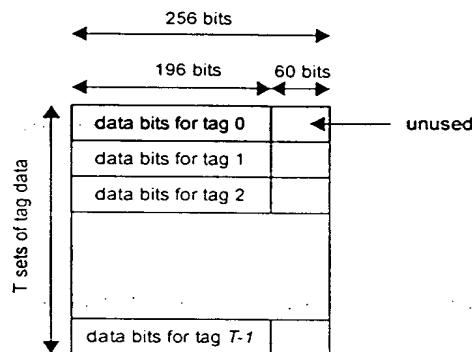 256 bits
196 bits
60 bits
data bits for tag 0
unused
data bits for tag 1
data bits for tag 2
T sets of tag data
data bits for tag T-1